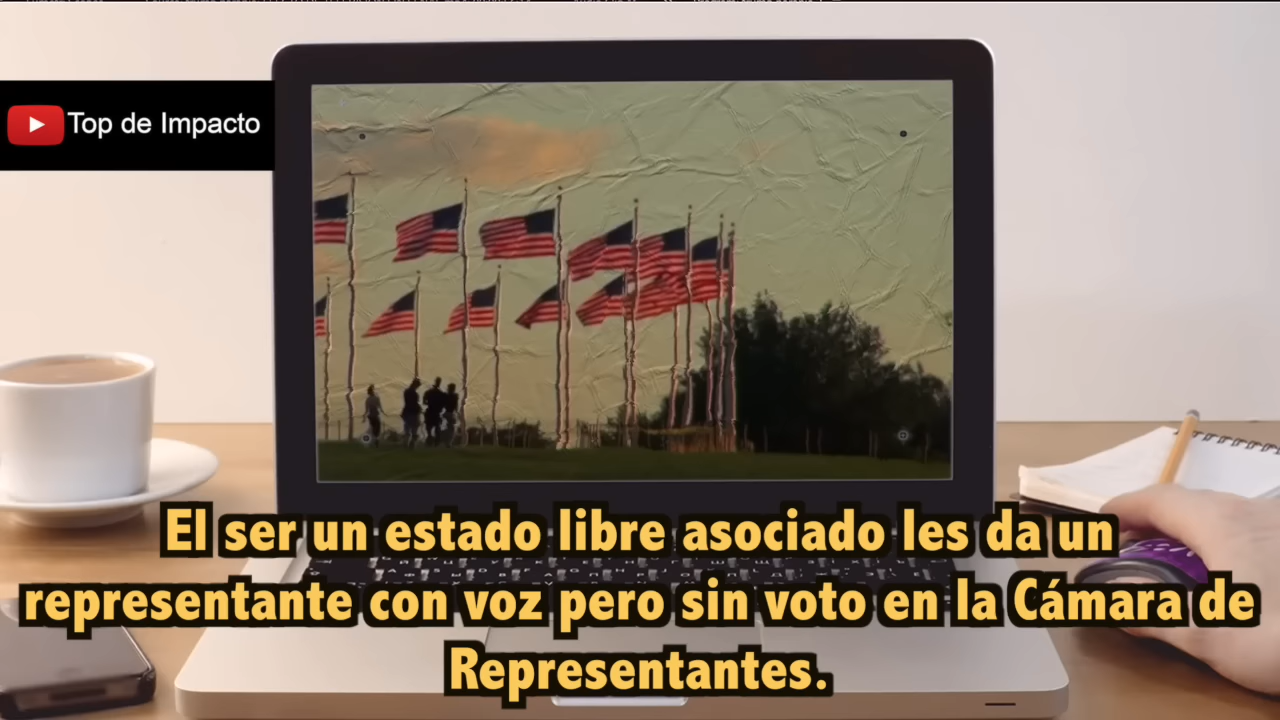 Top de Impacto
El ser un estado libre asociado les da un
representante con voz pero sin voto en la Cámara de
Representantes.